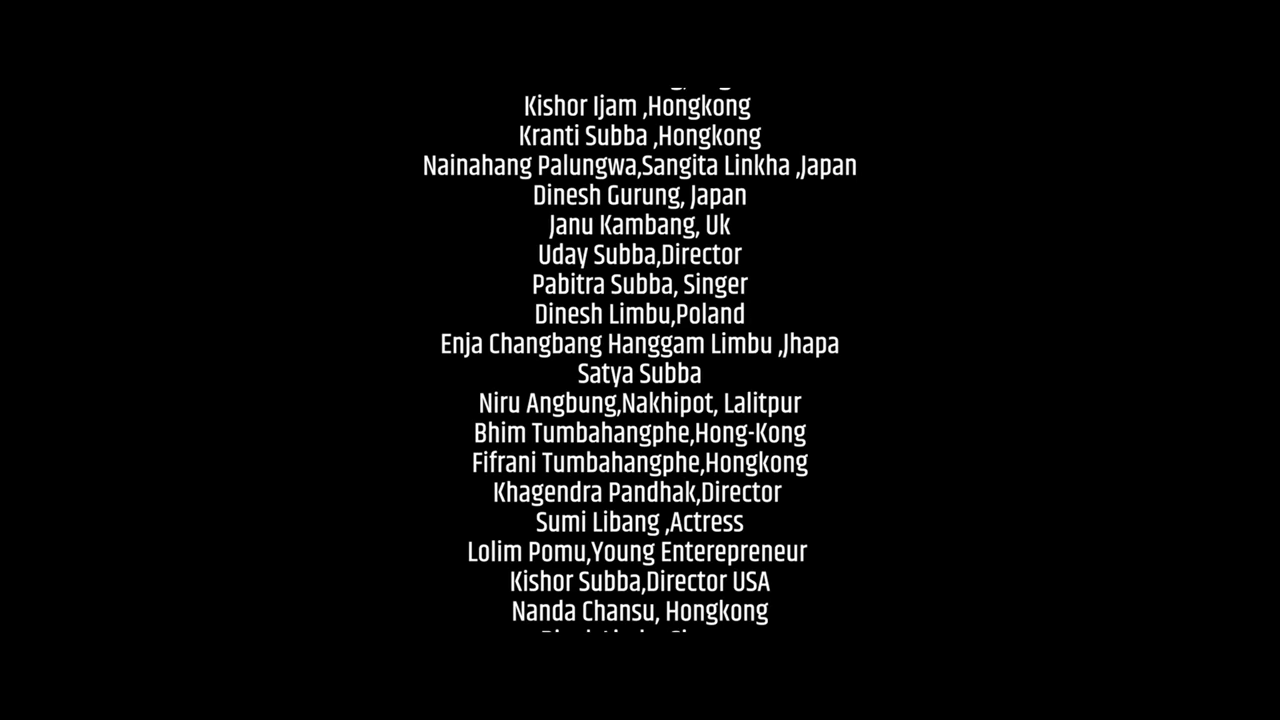 Kishor Ijam ,Hongkong
Kranti Subba ,Hongkong
Nainahang Palungwa,Sangita Linkha ,Japan
Dinesh Gurung, Japan
Janu Kambang, Uk
Uday Subba,Director
Pabitra Subba, Singer
Dinesh Limbu,Poland
Enja Changbang Hanggam Limbu ,Jhapa
Satya Subba
Niru Angbung,Nakhipot, Lalitpur
Bhim Tumbahangphe,Hong-Kong
Fifrani Tumbahangphe,Hongkong
Khagendra Pandhak,Director
Sumi Libang ,Actress
Lolim Pomu,Young Enterepreneur
Kishor Subba,Director USA
Nanda Chansu, Hongkong